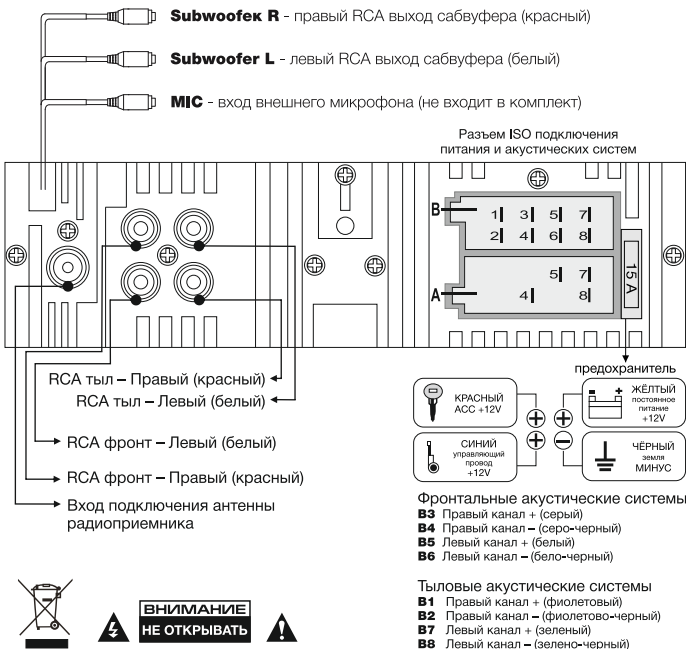 Subwoofeк R - правый RCA выход сабвуфера (красный)
Subwoofer L - левый RCA выход сабвуфера (белый)
MIC - вход внешнего микрофона (не входит в комплект)
Разъем ISO подключения
питания и акустических систем
B
1 3 5 7
2 4 6 8
A
5 7
4 8
15 A
предохранитель
RCA тыл – Правый (красный)
RCA тыл – Левый (белый)
RCA фронт – Левый (белый)
RCA фронт – Правый (красный)
Вход подключения антенны
радиоприемника
КРАСНЫЙ
ACC +12V
- +
ЖЁЛТЫЙ
постоянное
питание
+12V
СИНИЙ
управляющий
провод
+12V
ЧЁРНЫЙ
земля
МИНУС
Фронтальные акустические системы
B3 Правый канал + (серый)
B4 Правый канал – (серо-черный)
B5 Левый канал + (белый)
B6 Левый канал – (бело-черный)
Тыловые акустические системы
B1 Правый канал + (фиолетовый)
B2 Правый канал – (фиолетово-черный)
B7 Левый канал + (зеленый)
B8 Левый канал – (зелено-черный)
ВНИМАНИЕ
НЕ ОТКРЫВАТЬ